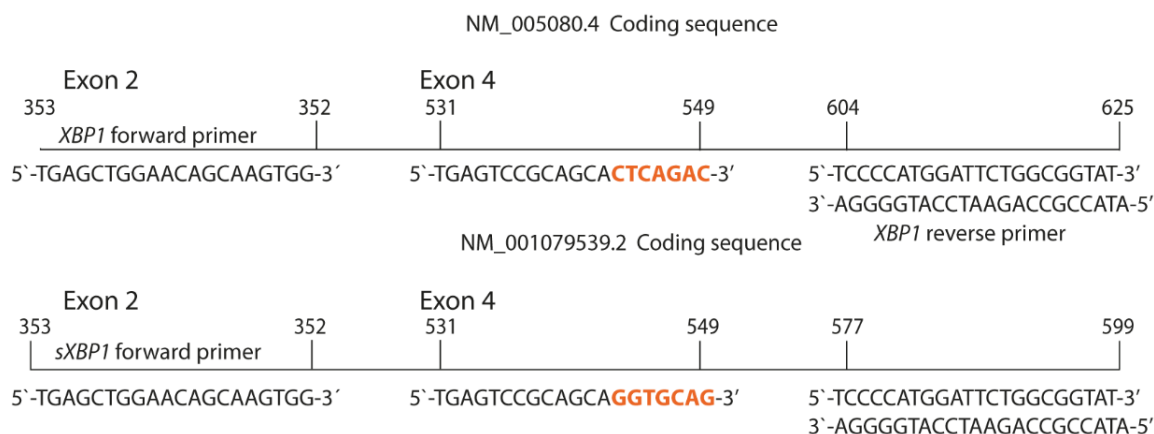 NM_005080.4 Coding sequence
Exon 2 Exon 4
353 352 531 549 604 625
XBP1 forward primer
5`-TGAGCTGGAACAGCAAGTGG-3´ 5`-TGAGTCCGCAGCACTCAGAC-3’ 5`-TCCCCATGGATTCTGGCGGTAT-3’
3`-AGGGGTACCTAAGACCGCCATA-5’
XBP1 reverse primer
NM_001079539.2 Coding sequence
Exon 2 Exon 4
353 352 531 549 577 599
sXBP1 forward primer
5`-TGAGCTGGAACAGCAAGTGG-3´ 5`-TGAGTCCGCAGCAGGTGCAG-3’ 5`-TCCCCATGGATTCTGGCGGTAT-3’
3`-AGGGGTACCTAAGACCGCCATA-5’